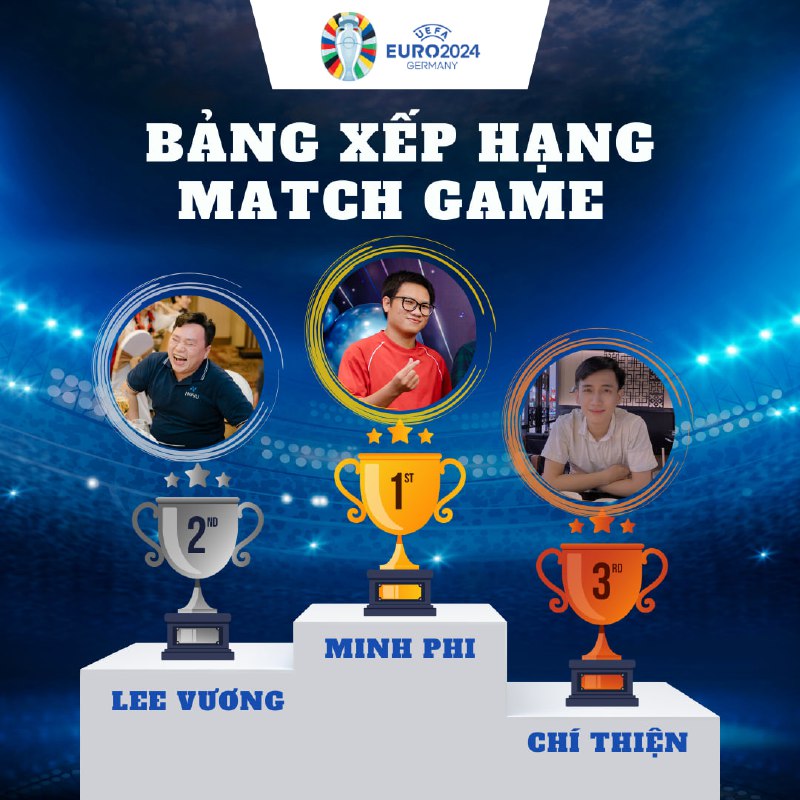 UEFA
EURO2024
GERMANY
BẢNG XẾP HẠNG
MATCH GAME
1ST
2ND
3RD
MINH PHI
LEE VƯƠNG
CHÍ THIỆN